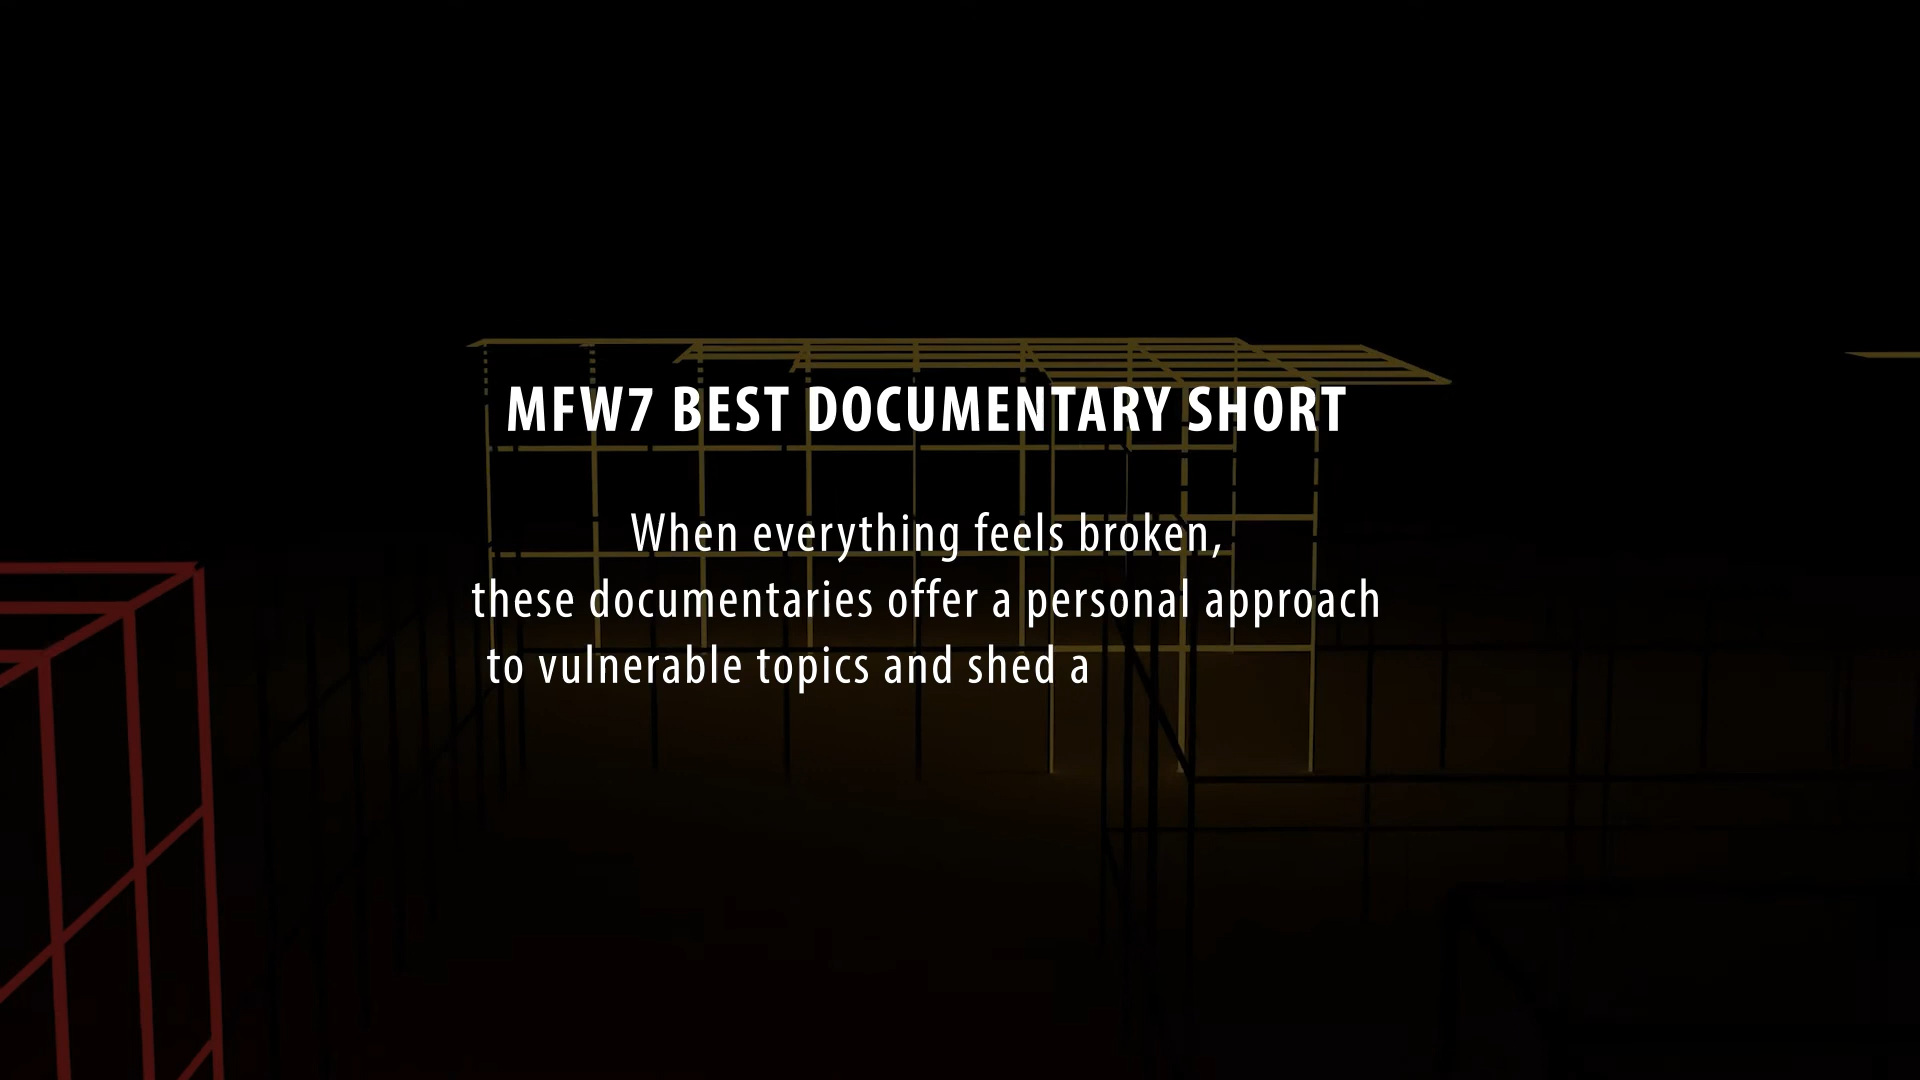 MFW7 BEST DOCUMENTARY SHORT
When everything feels broken,
these documentaries offer a personal approach
to vulnerable topics and shed a